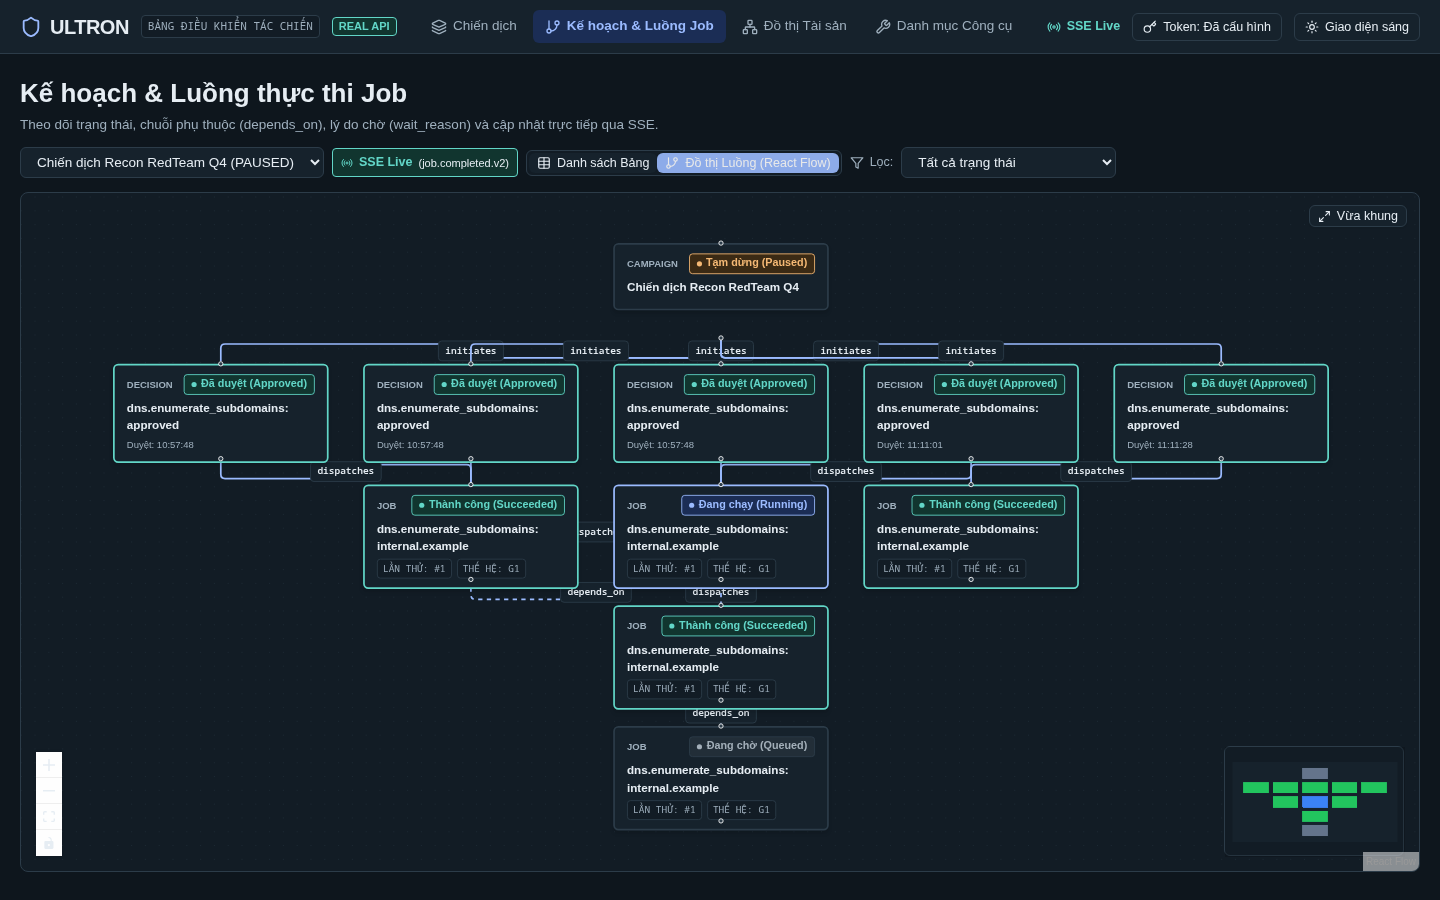 ULTRON
BẢNG ĐIỀU KHIỂN TÁC CHIẾN
REAL API
Chiến dịch
Kế hoạch & Luồng Job
Đồ thị Tài sản
Danh mục Công cụ
SSE Live
Token: Đã cấu hình
Giao diện sáng
Kế hoạch & Luồng thực thi Job
Theo dõi trạng thái, chuỗi phụ thuộc (depends_on), lý do chờ (wait_reason) và cập nhật trực tiếp qua SSE.
Chiến dịch Recon RedTeam Q4 (PAUSED)
SSE Live (job.completed.v2)
Danh sách Bảng
Đồ thị Luồng (React Flow)
Lọc:
Tất cả trạng thái
Vừa khung
CAMPAIGN
Tạm dừng (Paused)
Chiến dịch Recon RedTeam Q4
initiates
initiates
initiates
initiates
initiates
DECISION
Đã duyệt (Approved)
dns.enumerate_subdomains:
approved
Duyệt: 10:57:48
DECISION
Đã duyệt (Approved)
dns.enumerate_subdomains:
approved
Duyệt: 10:57:48
DECISION
Đã duyệt (Approved)
dns.enumerate_subdomains:
approved
Duyệt: 10:57:48
DECISION
Đã duyệt (Approved)
dns.enumerate_subdomains:
approved
Duyệt: 11:11:01
DECISION
Đã duyệt (Approved)
dns.enumerate_subdomains:
approved
Duyệt: 11:11:28
dispatches
dispatches
dispatches
JOB
Thành công (Succeeded)
dns.enumerate_subdomains:
internal.example
LẦN THỬ: #1
THẾ HỆ: G1
spatch
JOB
Đang chạy (Running)
dns.enumerate_subdomains:
internal.example
LẦN THỬ: #1
THẾ HỆ: G1
JOB
Thành công (Succeeded)
dns.enumerate_subdomains:
internal.example
LẦN THỬ: #1
THẾ HỆ: G1
depends_on
dispatches
JOB
Thành công (Succeeded)
dns.enumerate_subdomains:
internal.example
LẦN THỬ: #1
THẾ HỆ: G1
depends_on
JOB
Đang chờ (Queued)
dns.enumerate_subdomains:
internal.example
LẦN THỬ: #1
THẾ HỆ: G1
React Flow